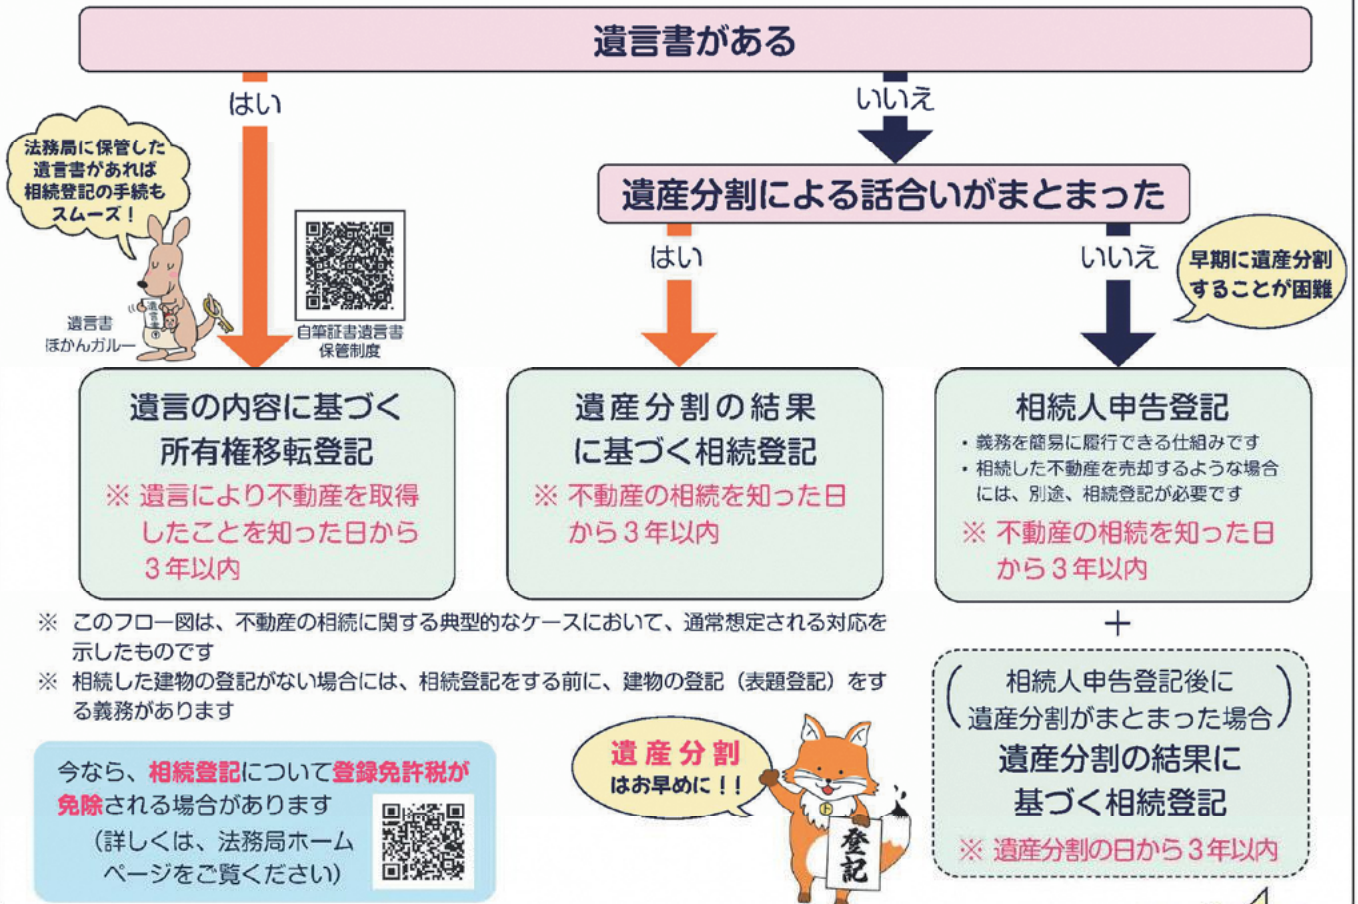 遺言書がある
はい
いいえ
法務局に保管した
遺言書があれば
相続登記の手続も
スムーズ!
遺産分割による話合いがまとまった
はい
いいえ
早期に遺産分割
することが困難
遺言書
遺言書
ほかんガルー
自筆証書遺言書
保管制度
遺言の内容に基づく
所有権移転登記
※ 遺言により不動産を取得
したことを知った日から
3年以内
遺産分割の結果
に基づく相続登記
※ 不動産の相続を知った日
から3年以内
相続人申告登記
・義務を簡易に履行できる仕組みです
・相続した不動産を売却するような場合
には、別途、相続登記が必要です
※ 不動産の相続を知った日
から3年以内
※ このフロー図は、不動産の相続に関する典型的なケースにおいて、通常想定される対応を
示したものです
※ 相続した建物の登記がない場合には、相続登記をする前に、建物の登記（表題登記）をす
る義務があります
+
（相続人申告登記後に
遺産分割がまとまった場合）
遺産分割の結果に
基づく相続登記
※ 遺産分割の日から3年以内
今なら、相続登記について登録免許税が
免除される場合があります
（詳しくは、法務局ホーム
ページをご覧ください）
遺産分割
はお早めに!!
ト
登記